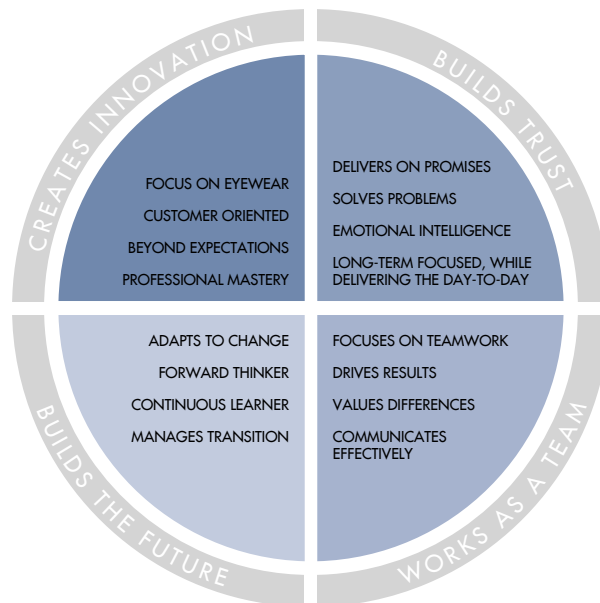 CREATES INNOVATION
FOCUS ON EYEWEAR
CUSTOMER ORIENTED
BEYOND EXPECTATIONS
PROFESSIONAL MASTERY
BUILDS TRUST
DELIVERS ON PROMISES
SOLVES PROBLEMS
EMOTIONAL INTELLIGENCE
LONG-TERM FOCUSED, WHILE
DELIVERING THE DAY-TO-DAY
BUILDS THE FUTURE
ADAPTS TO CHANGE
FORWARD THINKER
CONTINUOUS LEARNER
MANAGES TRANSITION
WORKS AS A TEAM
FOCUSES ON TEAMWORK
DRIVES RESULTS
VALUES DIFFERENCES
COMMUNICATES
EFFECTIVELY